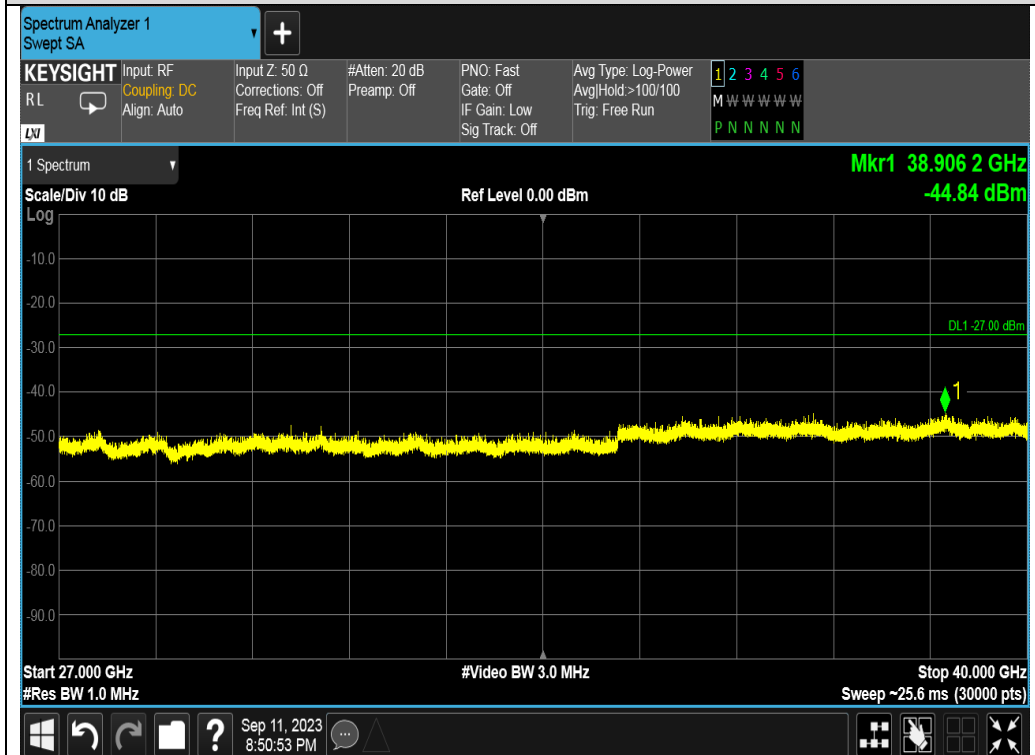 Spectrum Analyzer 1
Swept SA
+
KEYSIGHT
RL
LXI
Input: RF
Coupling: DC
Align: Auto
Input Z: 50 Ω
Corrections: Off
Freq Ref: Int (S)
#Atten: 20 dB
Preamp: Off
PNO: Fast
Gate: Off
IF Gain: Low
Sig Track: Off
Avg Type: Log-Power
Avg|Hold:>100/100
Trig: Free Run
1 2 3 4 5 6
M W W W W W
P N N N N N
1 Spectrum
Mkr1 38.906 2 GHz
Scale/Div 10 dB
Ref Level 0.00 dBm
-44.84 dBm
Log
-10.0
-20.0
DL1 -27.00 dBm
-30.0
-40.0
1
-50.0
-60.0
-70.0
-80.0
-90.0
Start 27.000 GHz
#Video BW 3.0 MHz
Stop 40.000 GHz
#Res BW 1.0 MHz
Sweep ~25.6 ms (30000 pts)
?
Sep 11, 2023
8:50:53 PM